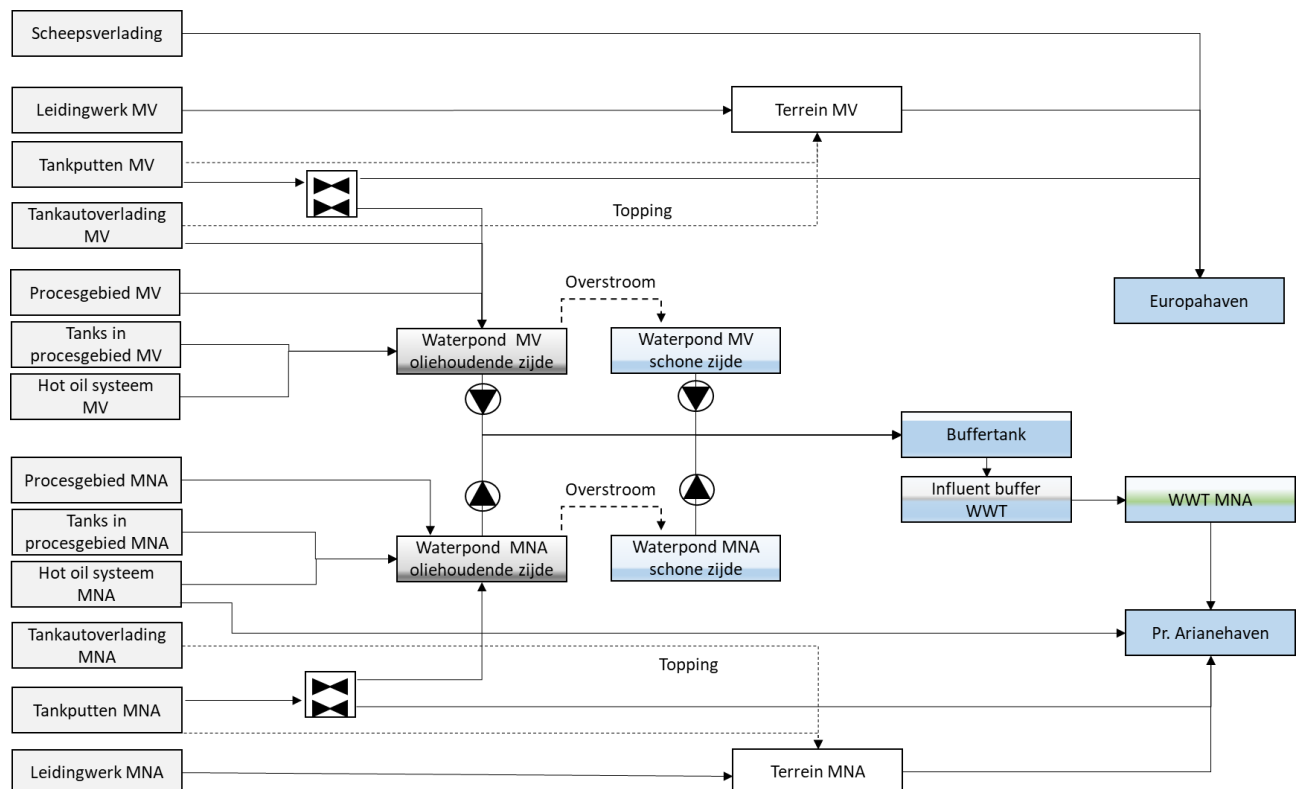 Scheepsverlading
Leidingwerk MV
Terrein MV
Tankputten MV
Tankautoverlading
MV
Topping
Procesgebied MV
Overstroom
Europahaven
Tanks in
procesgebied MV
Waterpond MV
oliehoudende zijde
Waterpond MV
schone zijde
Hot oil systeem
MV
Buffertank
Procesgebied MNA
Overstroom
Influent buffer
WWT
WWT MNA
Tanks in
procesgebied MNA
Waterpond MNA
oliehoudende zijde
Waterpond MNA
schone zijde
Hot oil systeem
MNA
Tankautoverlading
MNA
Pr. Arianehaven
Topping
Tankputten MNA
Leidingwerk MNA
Terrein MNA